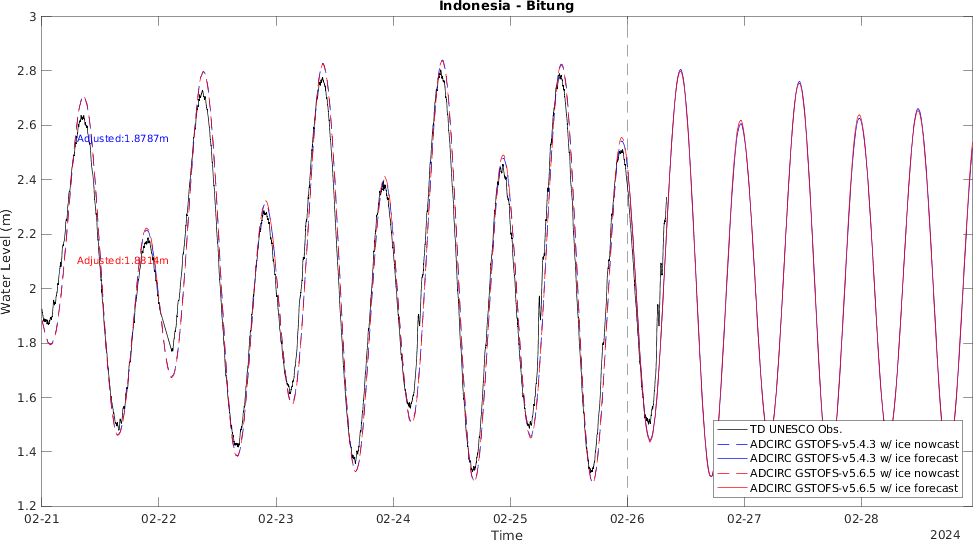 Indonesia - Bitung
3
2.8
2.6
2.4
2.2
2
1.8
1.6
1.4
1.2
Water Level (m)
Adjusted:1.8787m
Adjusted:1.8814m
TD UNESCO Obs.
ADCIRC GSTOFS-v5.4.3 w/ ice nowcast
ADCIRC GSTOFS-v5.4.3 w/ ice forecast
ADCIRC GSTOFS-v5.6.5 w/ ice nowcast
ADCIRC GSTOFS-v5.6.5 w/ ice forecast
02-21 02-22 02-23 02-24 02-25 02-26 02-27 02-28
Time
2024